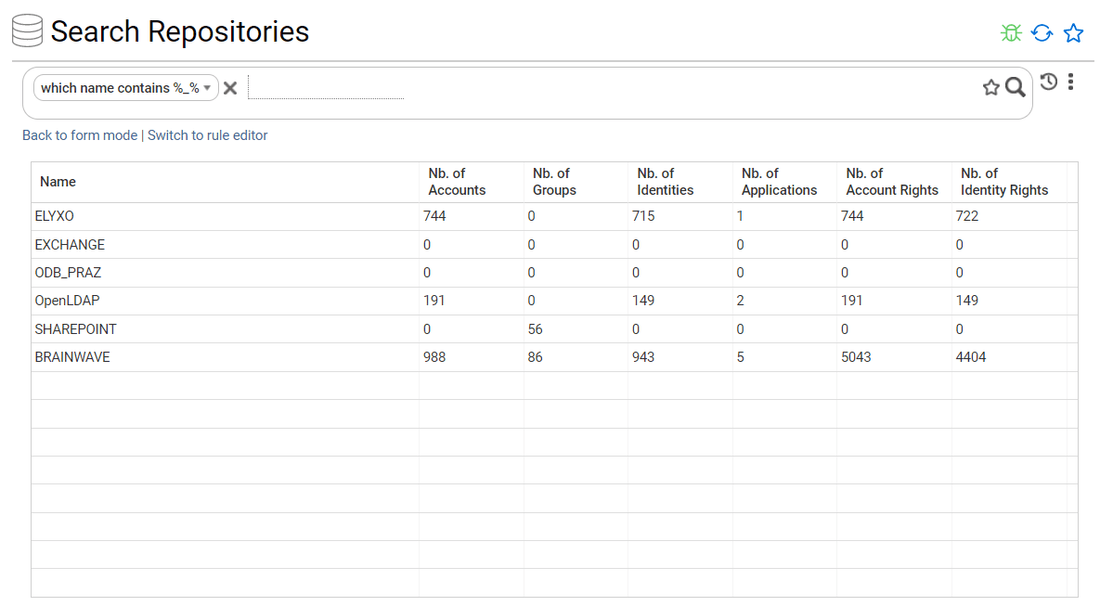 Search Repositories
which name contains %_%
Back to form mode | Switch to rule editor
Name Nb. of Accounts Nb. of Groups Nb. of Identities Nb. of Applications Nb. of Account Rights Nb. of Identity Rights
ELYXO 744 0 715 1 744 722
EXCHANGE 0 0 0 0 0 0
ODB_PRAZ 0 0 0 0 0 0
OpenLDAP 191 0 149 2 191 149
SHAREPOINT 0 56 0 0 0 0
BRAINWAVE 988 86 943 5 5043 4404